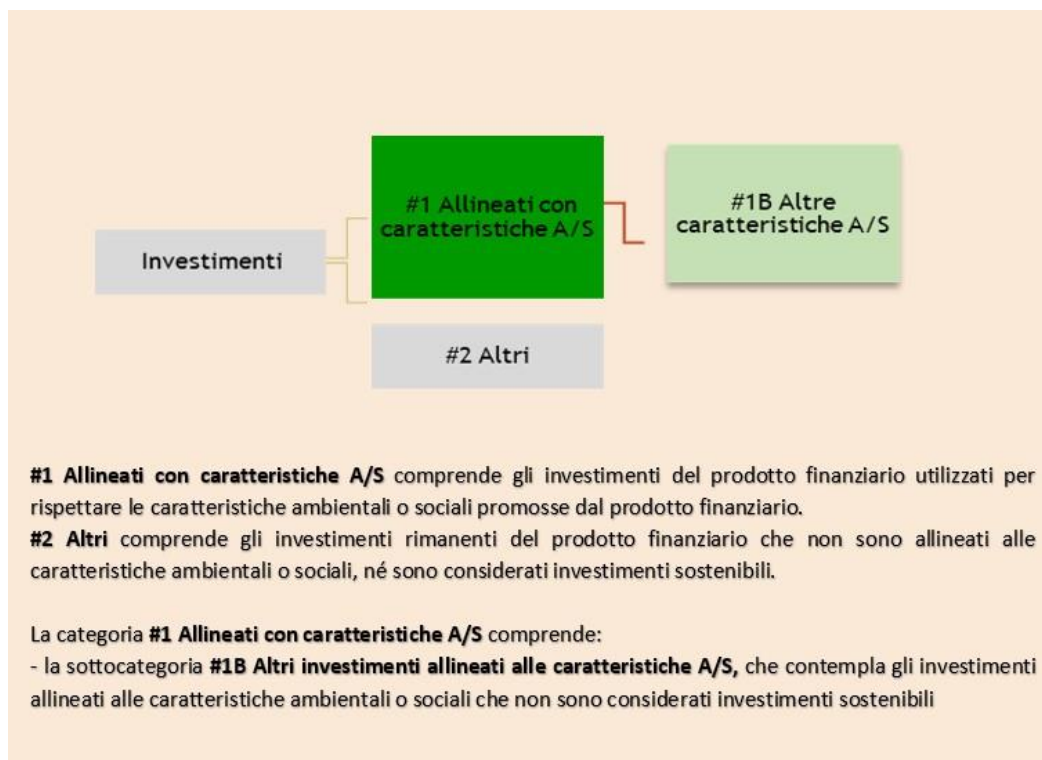 #1 Allineati con
caratteristiche A/S
#1B Altre
caratteristiche A/S
Investimenti
#2 Altri
#1 Allineati con caratteristiche A/S comprende gli investimenti del prodotto finanziario utilizzati per
rispettare le caratteristiche ambientali o sociali promosse dal prodotto finanziario.
#2 Altri comprende gli investimenti rimanenti del prodotto finanziario che non sono allineati alle
caratteristiche ambientali o sociali, né sono considerati investimenti sostenibili.
La categoria #1 Allineati con caratteristiche A/S comprende:
- la sottocategoria #1B Altri investimenti allineati alle caratteristiche A/S, che contempla gli investimenti
allineati alle caratteristiche ambientali o sociali che non sono considerati investimenti sostenibili